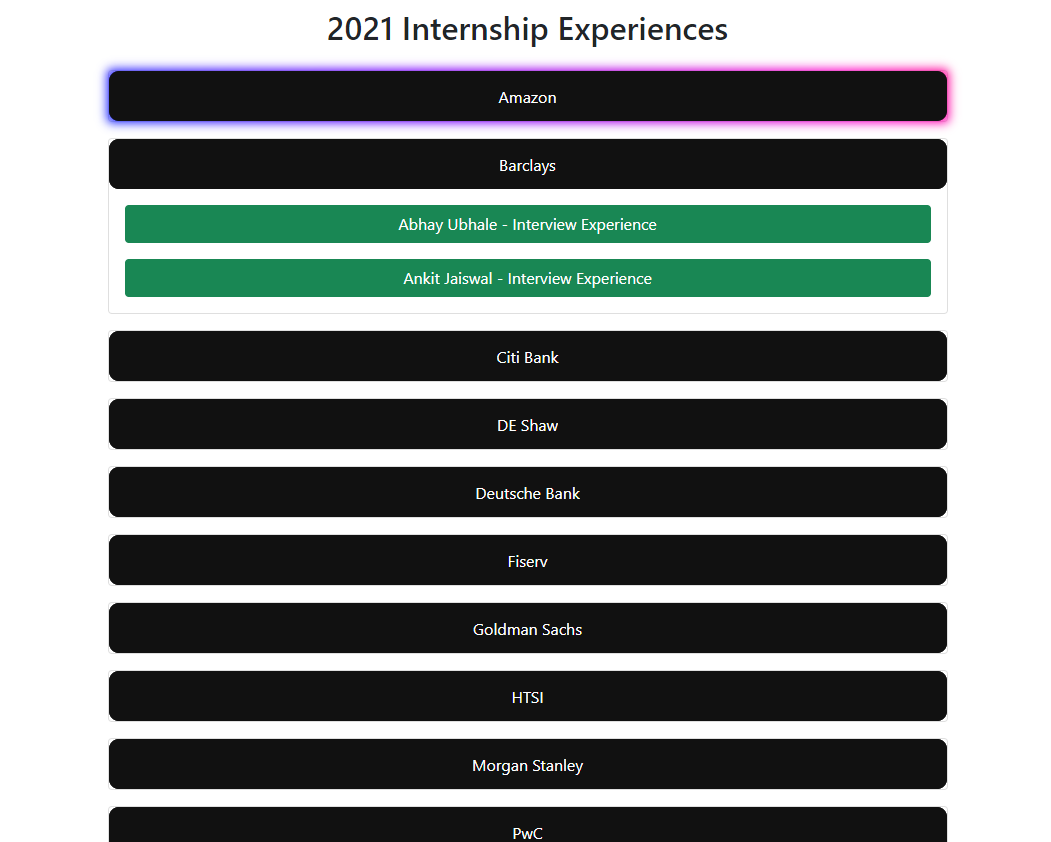 2021 Internship Experiences
Amazon
Barclays
Abhay Ubhale - Interview Experience
Ankit Jaiswal - Interview Experience
Citi Bank
DE Shaw
Deutsche Bank
Fiserv
Goldman Sachs
HTSI
Morgan Stanley
PwC